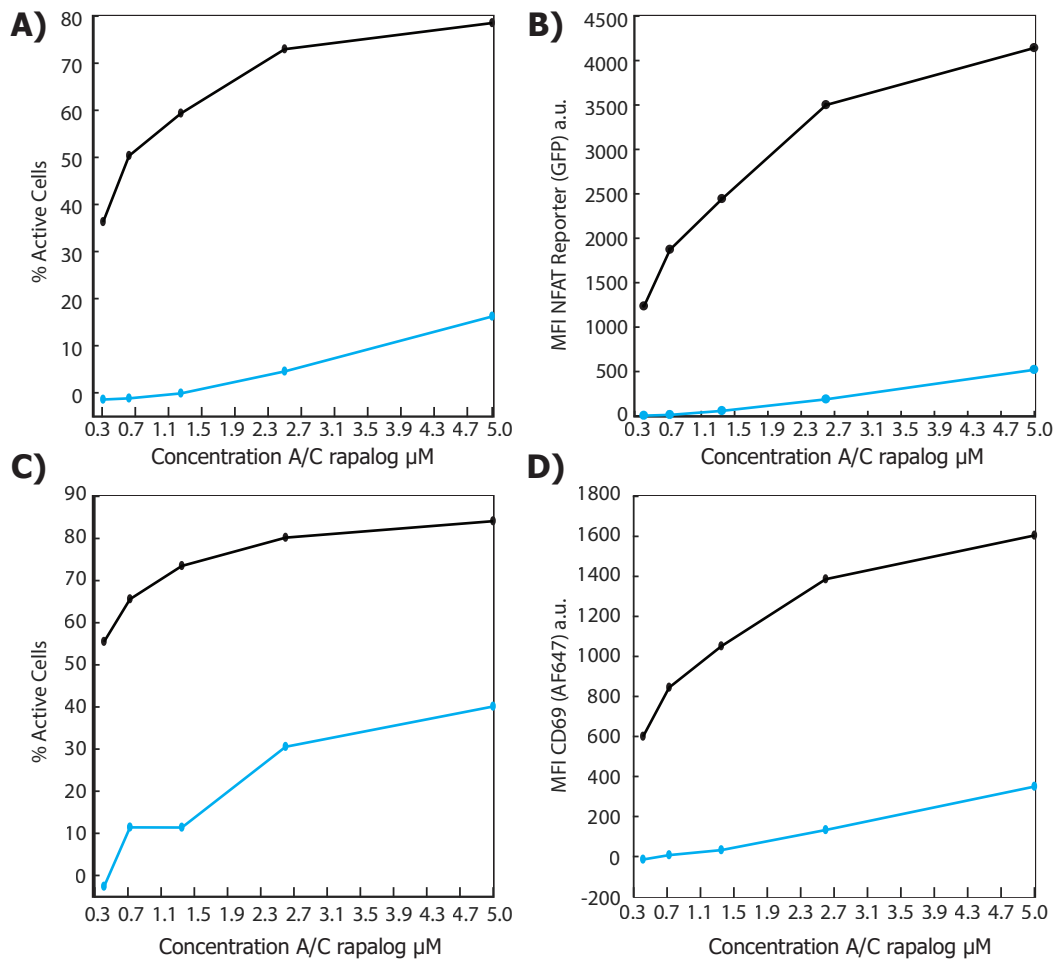 A)
% Active Cells
80
70
60
50
40
30
20
10
0
0.3 0.7 1.1 1.5 1.9 2.3 2.7 3.1 3.5 3.9 4.3 4.7 5.0
Concentration A/C rapalog µM
B)
MFI NFAT Reporter (GFP) a.u.
4500
4000
3500
3000
2500
2000
1500
1000
500
0
0.3 0.7 1.1 1.5 1.9 2.3 2.7 3.1 3.5 3.9 4.3 4.7 5.0
Concentration A/C rapalog µM
C)
% Active Cells
90
80
70
60
50
40
30
20
10
0
0.3 0.7 1.1 1.5 1.9 2.3 2.7 3.1 3.5 3.9 4.3 4.7 5.0
Concentration A/C rapalog µM
D)
MFI CD69 (AF647) a.u.
1800
1600
1400
1200
1000
800
600
400
200
0
-200
0.3 0.7 1.1 1.5 1.9 2.3 2.7 3.1 3.5 3.9 4.3 4.7 5.0
Concentration A/C rapalog µM